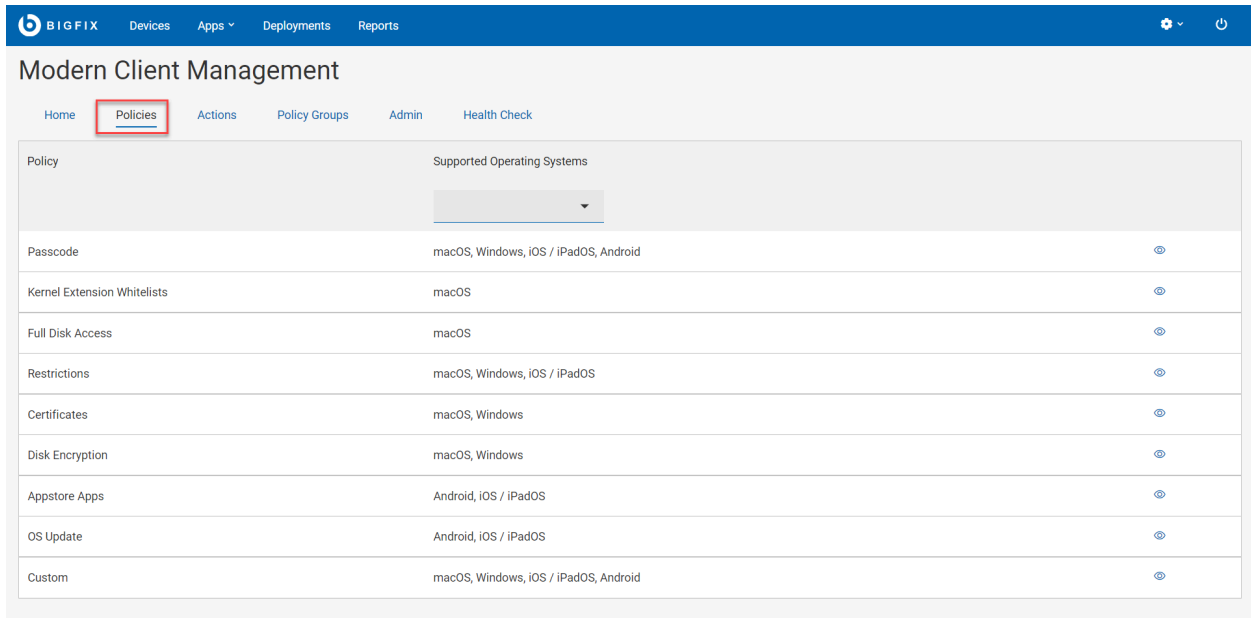 BIGFIX Devices Apps Deployments Reports
Modern Client Management
Home Policies Actions Policy Groups Admin Health Check
Policy Supported Operating Systems
Passcode macOS, Windows, iOS / iPadOS, Android
Kernel Extension Whitelists macOS
Full Disk Access macOS
Restrictions macOS, Windows, iOS / iPadOS
Certificates macOS, Windows
Disk Encryption macOS, Windows
Appstore Apps Android, iOS / iPadOS
OS Update Android, iOS / iPadOS
Custom macOS, Windows, iOS / iPadOS, Android